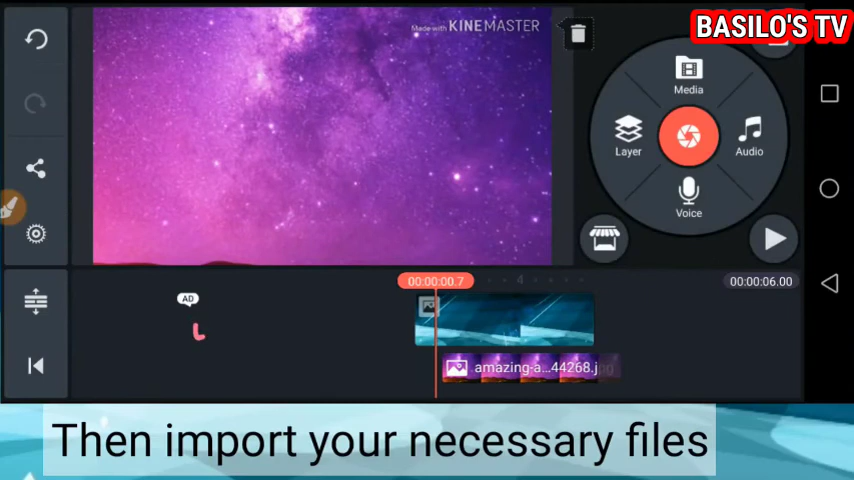 BASILO'S TV
Made with KINEMASTER
Media
Layer
Audio
Voice
00:00:00.7
4
00:00:06.00
AD
amazing-a...44268.jpg
Then import your necessary files